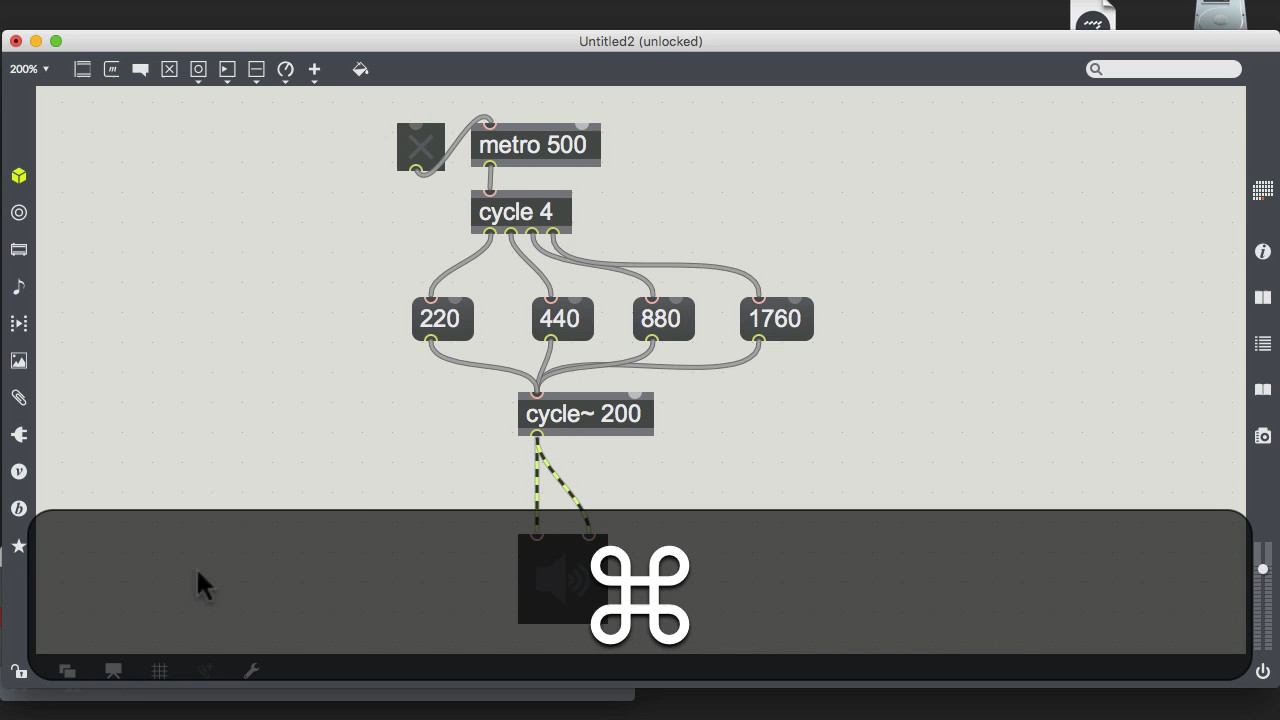 Untitled2 (unlocked)
200%
metro 500
cycle 4
220
440
880
1760
cycle~ 200
⌘